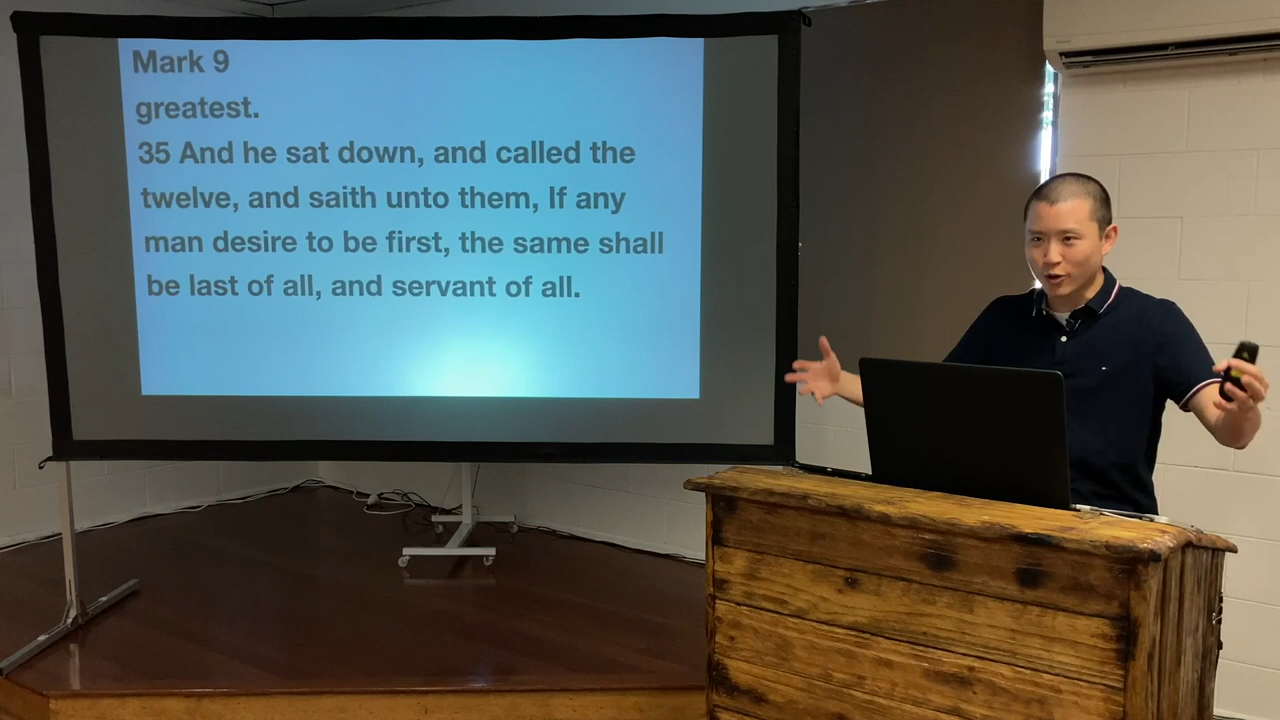 Mark 9
greatest.
35 And he sat down, and called the
twelve, and saith unto them, If any
man desire to be first, the same shall
be last of all, and servant of all.